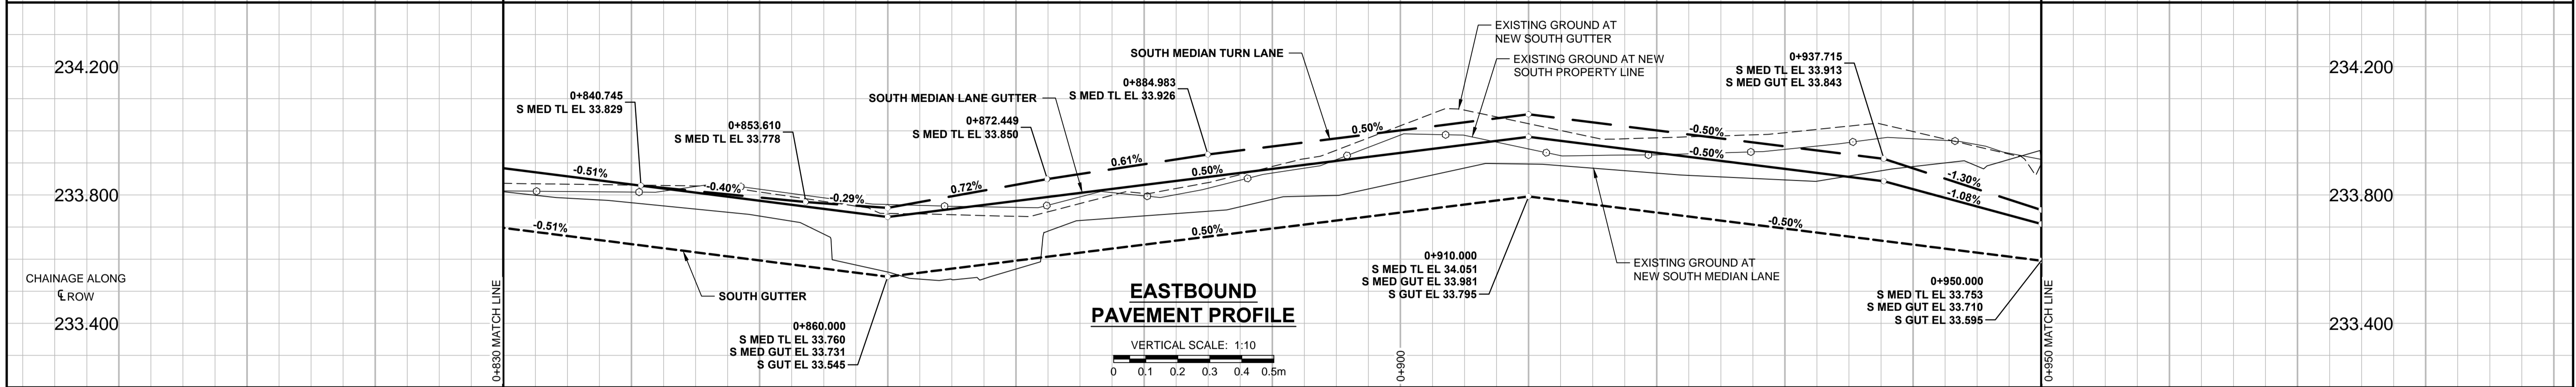 EXISTING GROUND AT
NEW SOUTH GUTTER
SOUTH MEDIAN TURN LANE
EXISTING GROUND AT NEW
SOUTH PROPERTY LINE
234.200
0+937.715
S MED TL EL 33.913
S MED GUT EL 33.843
234.200
0+840.745
S MED TL EL 33.829
SOUTH MEDIAN LANE GUTTER
0+884.983
S MED TL EL 33.926
0+853.610
S MED TL EL 33.778
0+872.449
S MED TL EL 33.850
-0.51%
-0.40%
-0.29%
0.72%
0.61%
0.50%
0.50%
-0.50%
-0.50%
-1.30%
-1.08%
233.800
233.800
-0.51%
0.50%
-0.50%
CHAINAGE ALONG
℄ ROW
233.400
0+830 MATCH LINE
SOUTH GUTTER
0+860.000
S MED TL EL 33.760
S MED GUT EL 33.731
S GUT EL 33.545
EASTBOUND
PAVEMENT PROFILE
VERTICAL SCALE: 1:10
0 0.1 0.2 0.3 0.4 0.5m
0+900
0+910.000
S MED TL EL 34.051
S MED GUT EL 33.981
S GUT EL 33.795
EXISTING GROUND AT
NEW SOUTH MEDIAN LANE
0+950.000
S MED TL EL 33.753
S MED GUT EL 33.710
S GUT EL 33.595
0+950 MATCH LINE
233.400